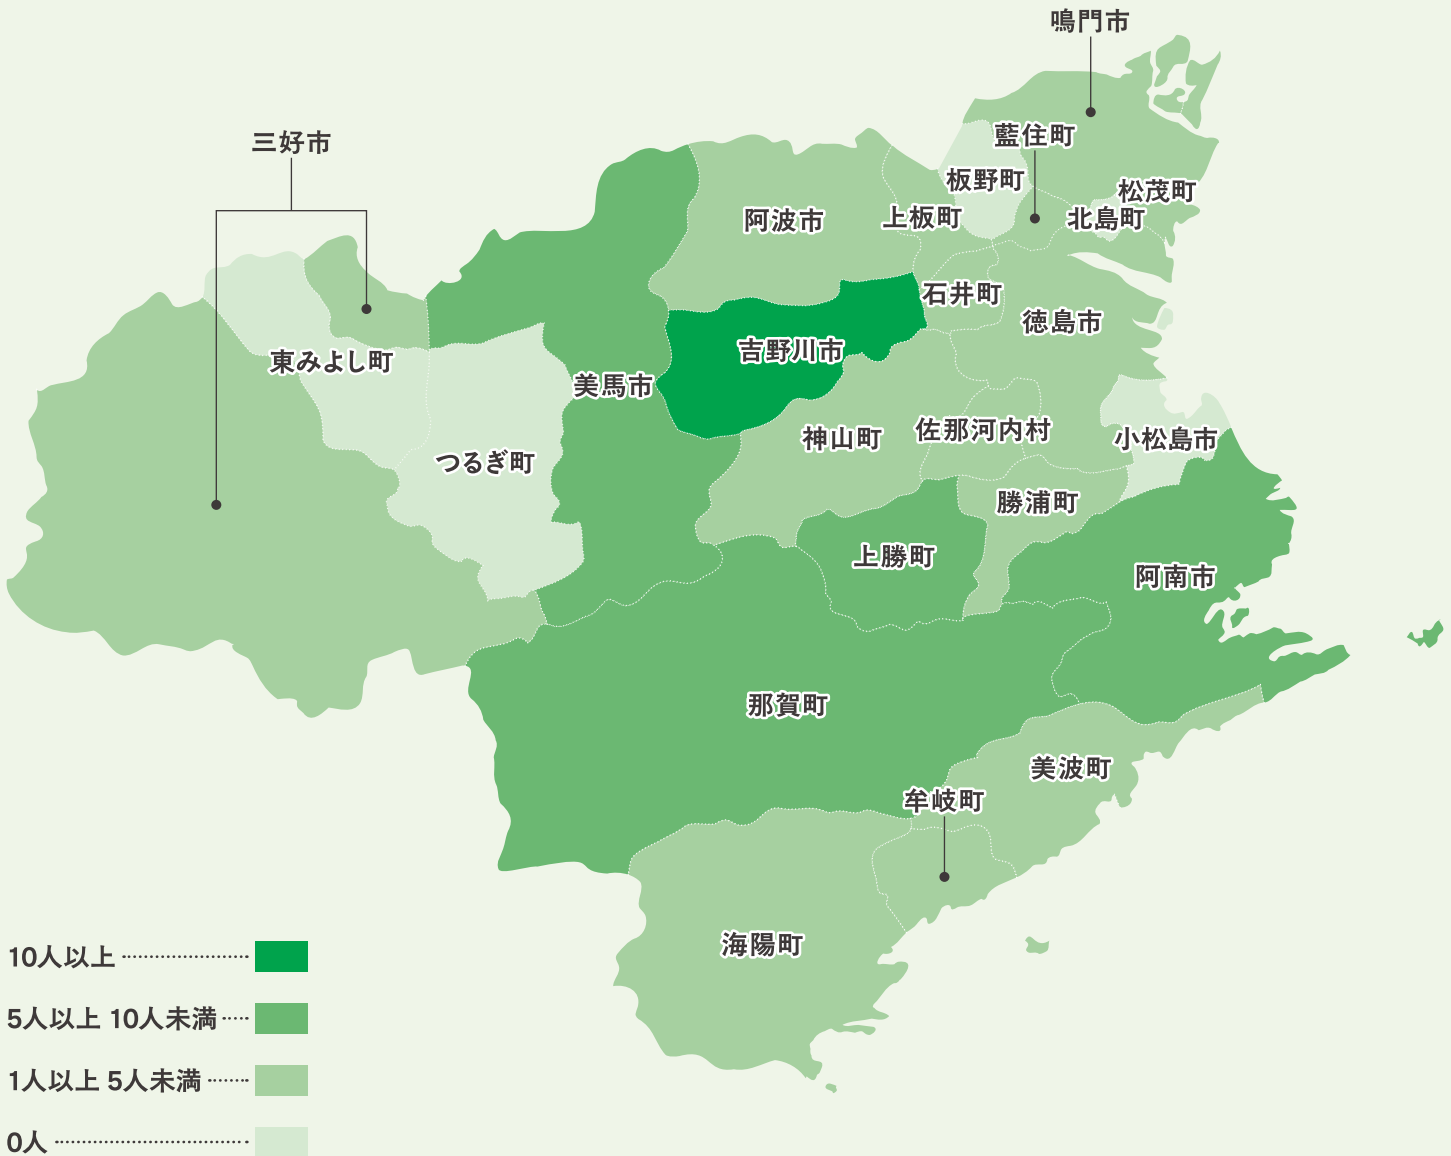 鳴門市
藍住町
三好市
板野町
松茂町
阿波市
上板町
北島町
石井町
徳島市
東みよし町
吉野川市
美馬市
神山町
佐那河内村
小松島市
つるぎ町
勝浦町
上勝町
阿南市
那賀町
美波町
牟岐町
海陽町
10人以上
5人以上 10人未満
1人以上 5人未満
0人